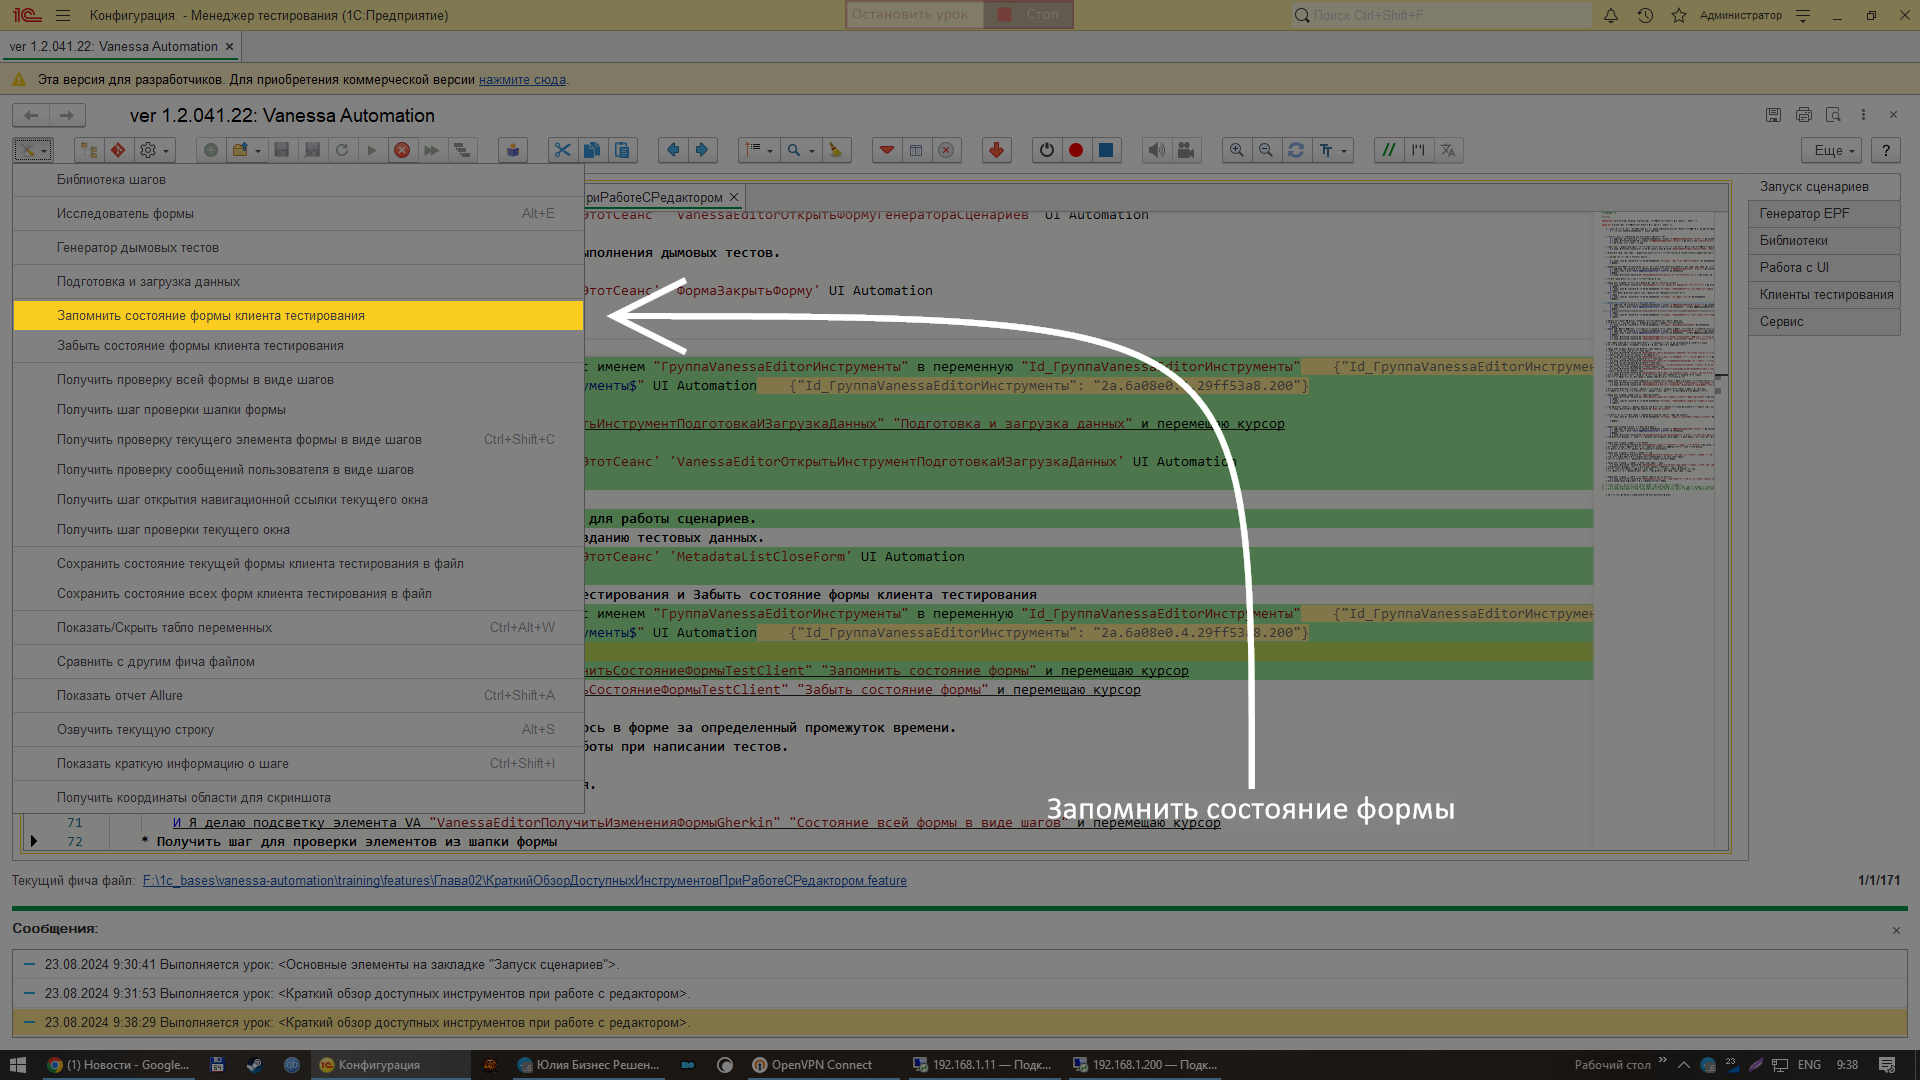 Конфигурация - Менеджер тестирования (1С:Предприятие)
Остановить урок
Стоп
Поиск Ctrl+Shift+F
Администратор
ver 1.2.041.22: Vanessa Automation
Эта версия для разработчиков. Для приобретения коммерческой версии нажмите сюда.
ver 1.2.041.22: Vanessa Automation
Еще
?
Библиотека шагов
Исследователь формы Alt+E
Генератор дымовых тестов
Подготовка и загрузка данных
Запомнить состояние формы клиента тестирования
Забыть состояние формы клиента тестирования
Получить проверку всей формы в виде шагов
Получить шаг проверки шапки формы
Получить проверку текущего элемента формы в виде шагов Ctrl+Shift+C
Получить проверку сообщений пользователя в виде шагов
Получить шаг открытия навигационной ссылки текущего окна
Получить шаг проверки текущего окна
Сохранить состояние текущей формы клиента тестирования в файл
Сохранить состояние всех форм клиента тестирования в файл
Показать/Скрыть табло переменных Ctrl+Alt+W
Сравнить с другим фича файлом
Показать отчет Allure Ctrl+Shift+A
Озвучить текущую строку Alt+S
Показать краткую информацию о шаге Ctrl+Shift+I
Получить координаты области для скриншота
риРаботеСРедактором
ЭтотСеанс' 'VanessaEditorОткрытьФормуГенератораСценариев' UI Automation
ыполнения дымовых тестов.
ЭтотСеанс' 'ФормаЗакрытьФорму' UI Automation
с именем "ГруппаVanessaEditorИнструменты" в переменную "Id_ГруппаVanessaEditorИнструменты" {"Id_ГруппаVanessaEditorИнструмен
ументы$" UI Automation {"Id_ГруппаVanessaEditorИнструменты": "2a.6a08e0.4.29ff53a8.200"}
тьИнструментПодготовкаИЗагрузкаДанных" "Подготовка и загрузка данных" и перемещаю курсор
ЭтотСеанс' 'VanessaEditorОткрытьИнструментПодготовкаИЗагрузкаДанных' UI Automation
для работы сценариев.
зданию тестовых данных.
ЭтотСеанс' 'MetadataListCloseForm' UI Automation
естирования и Забыть состояние формы клиента тестирования
с именем "ГруппаVanessaEditorИнструменты" в переменную "Id_ГруппаVanessaEditorИнструменты" {"Id_ГруппаVanessaEditorИнструмен
ументы$" UI Automation {"Id_ГруппаVanessaEditorИнструменты": "2a.6a08e0.4.29ff53a8.200"}
нитьСостояниеФормыTestClient" "Запомнить состояние формы" и перемещаю курсор
ьСостояниеФормыTestClient" "Забыть состояние формы" и перемещаю курсор
ось в форме за определенный промежуток времени.
боты при написании тестов.
я.
Запомнить состояние формы
71 И Я делаю подсветку элемента VA "VanessaEditorПолучитьИзмененияФормыGherkin" "Состояние всей формы в виде шагов" и перемещаю курсор
72 * Получить шаг для проверки элементов из шапки формы
Запуск сценариев
Генератор EPF
Библиотеки
Работа с UI
Клиенты тестирования
Сервис
Текущий фича файл: F:\1c_bases\vanessa-automation\training\features\Глава02\КраткийОбзорДоступныхИнструментовПриРаботеСРедактором.feature
1/1/171
Сообщения:
23.08.2024 9:30:41 Выполняется урок: <Основные элементы на закладке "Запуск сценариев">.
23.08.2024 9:31:53 Выполняется урок: <Краткий обзор доступных инструментов при работе с редактором>.
23.08.2024 9:38:29 Выполняется урок: <Краткий обзор доступных инструментов при работе с редактором>.
(1) Новости - Google...
Конфигурация
Юлия Бизнес Решен...
OpenVPN Connect
192.168.1.11 — Подк...
192.168.1.200 — Подк...
Рабочий стол
23
ENG
9:38